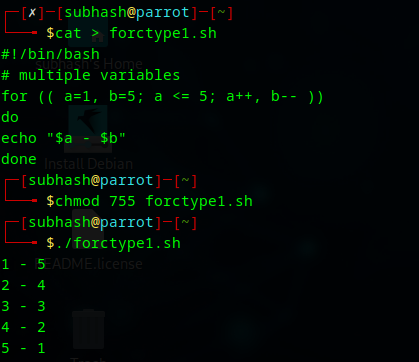 ┌─[✗]─[subhash@parrot]─[~]
└──╼ $cat > forctype1.sh
#!/bin/bash
Subhash's Home
# multiple variables
for (( a=1, b=5; a <= 5; a++, b-- ))
do
echo "$a - $b"
done
Install Debian
┌─[subhash@parrot]─[~]
└──╼ $chmod 755 forctype1.sh
┌─[subhash@parrot]─[~]
└──╼ $./forctype1.sh
1 - 5
README.license
2 - 4
3 - 3
4 - 2
5 - 1